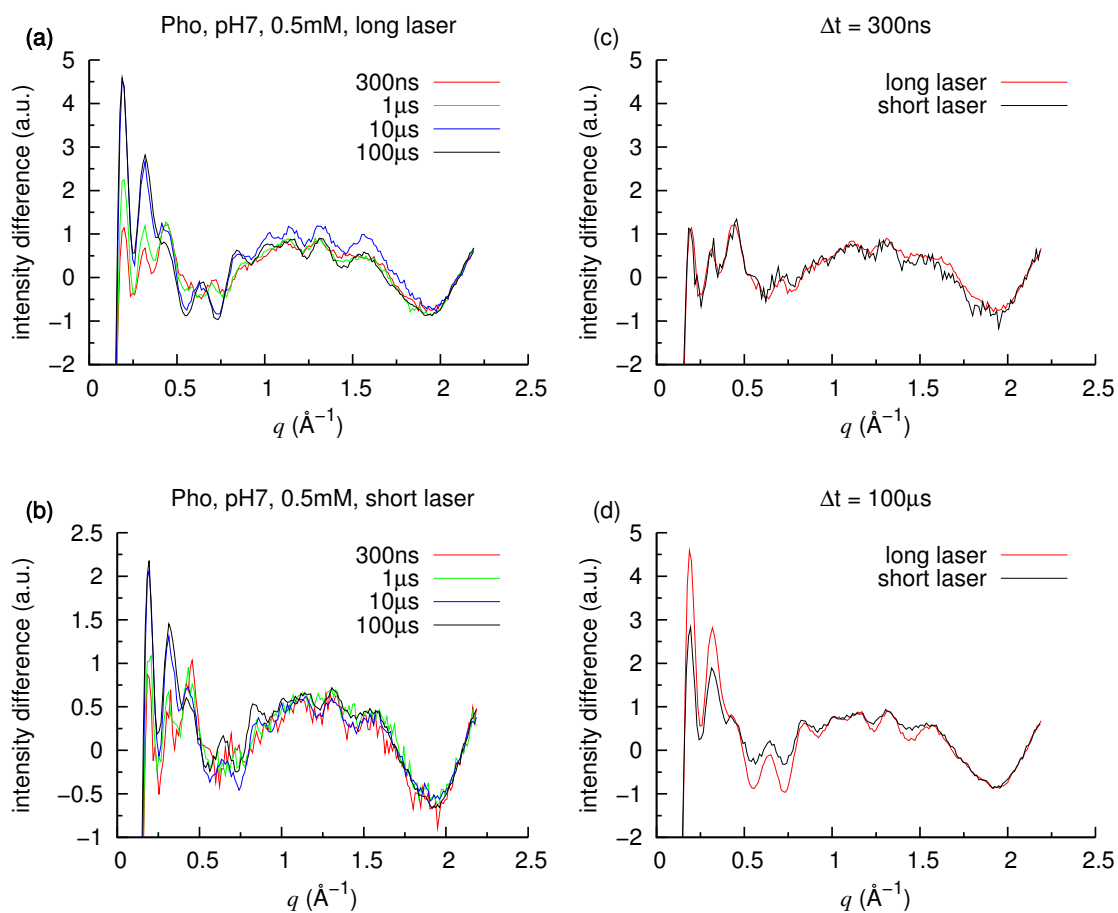 (a)
Pho, pH7, 0.5mM, long laser
intensity difference (a.u.)
5
4
3
2
1
0
−1
−2
300ns
1μs
10μs
100μs
0
0.5
1
1.5
2
2.5
q (Å−1)
(c)
Δt = 300ns
intensity difference (a.u.)
5
4
3
2
1
0
−1
−2
long laser
short laser
0
0.5
1
1.5
2
2.5
q (Å−1)
(b)
Pho, pH7, 0.5mM, short laser
intensity difference (a.u.)
2.5
2
1.5
1
0.5
0
−0.5
−1
300ns
1μs
10μs
100μs
0
0.5
1
1.5
2
2.5
q (Å−1)
(d)
Δt = 100μs
intensity difference (a.u.)
5
4
3
2
1
0
−1
−2
long laser
short laser
0
0.5
1
1.5
2
2.5
q (Å−1)